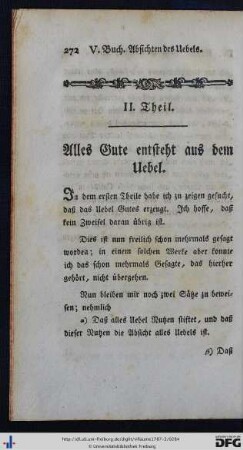 272 V. Buch. Absichten des Uebels.
II. Theil.
Alles Gute entsteht aus dem
Uebel.
In dem ersten Theile habe ich zu zeigen gesucht,
daß das Uebel Gutes erzeugt. Ich hoffe, daß
kein Zweifel daran übrig ist.
Dies ist nun freilich schon mehrmals gesagt
worden; in einem solchen Werke aber konnte
ich das schon mehrmals Gesagte, das hierher
gehört, nicht übergehen.
Nun bleiben mir noch zwei Sätze zu bewei-
sen; nehmlich
a) Daß alles Uebel Nutzen stiftet, und daß
dieser Nutzen die Absicht alles Uebels ist.
b) Daß
© Universitätsbibliothek Freiburg